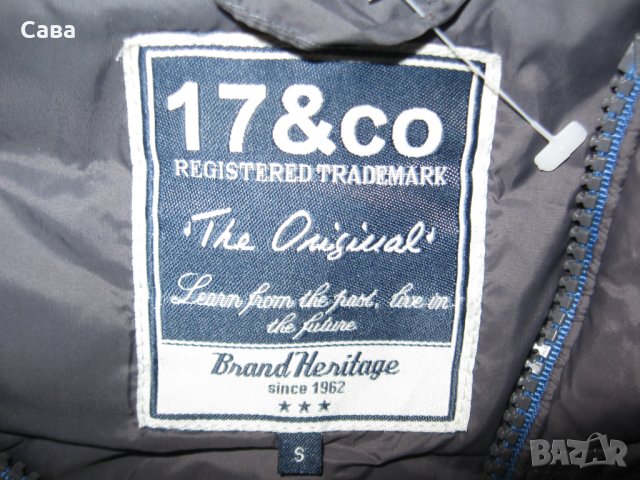 Сава
17&co
REGISTERED TRADEMARK
'The Original'
Learn from the past, live in
the future
Brand Heritage
since 1962
S
BAZAR